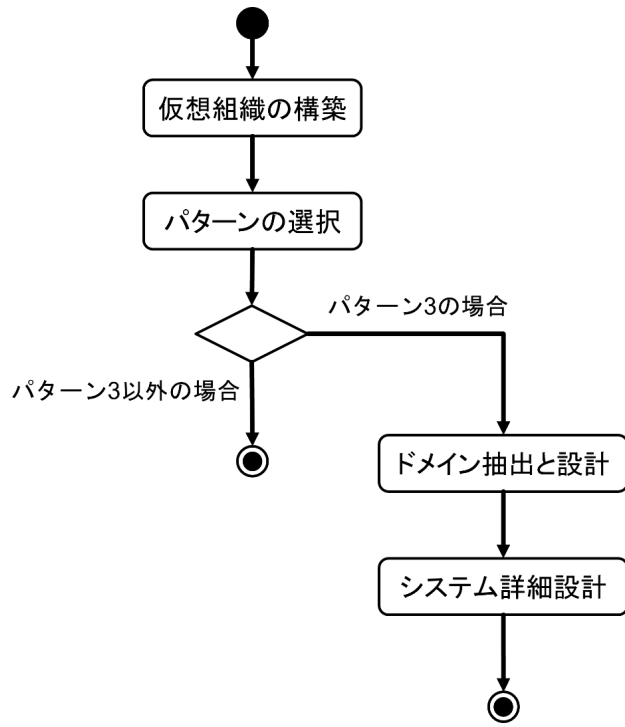 仮想組織の構築
パターンの選択
パターン3の場合
パターン3以外の場合
ドメイン抽出と設計
システム詳細設計